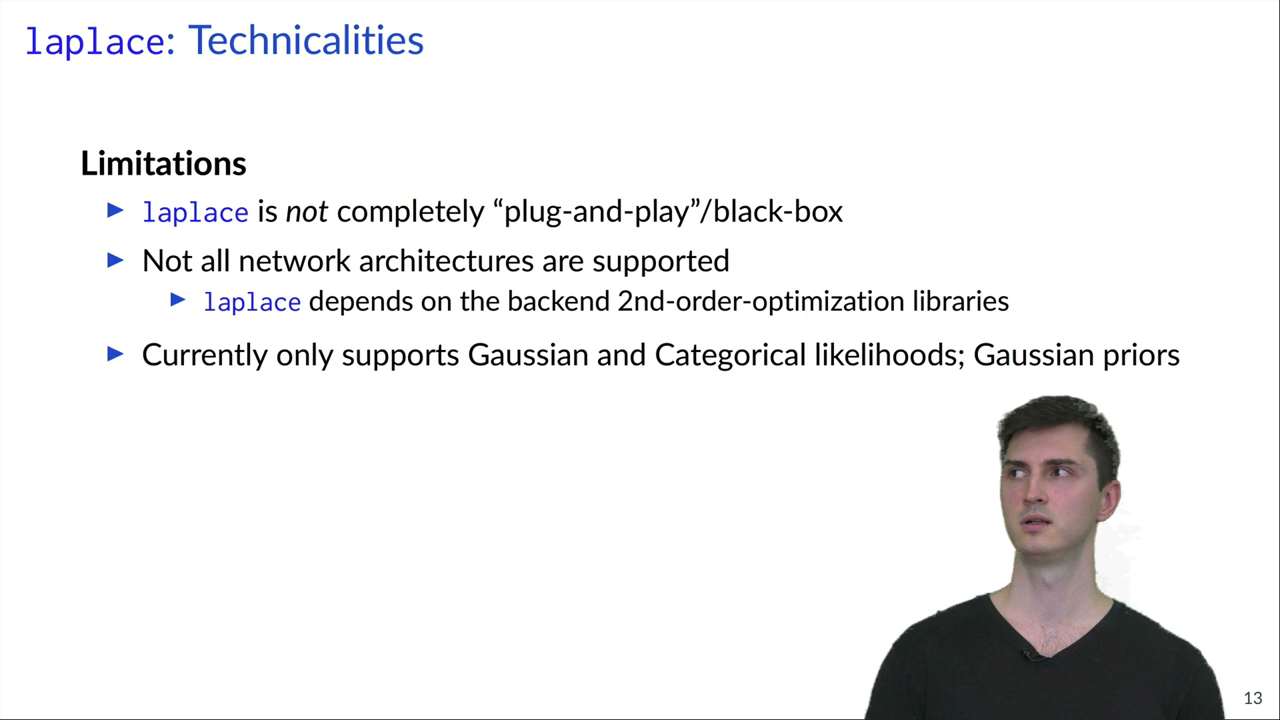 laplace: Technicalities
Limitations
▶ laplace is not completely “plug-and-play”/black-box
▶ Not all network architectures are supported
▶ laplace depends on the backend 2nd-order-optimization libraries
▶ Currently only supports Gaussian and Categorical likelihoods; Gaussian priors
13